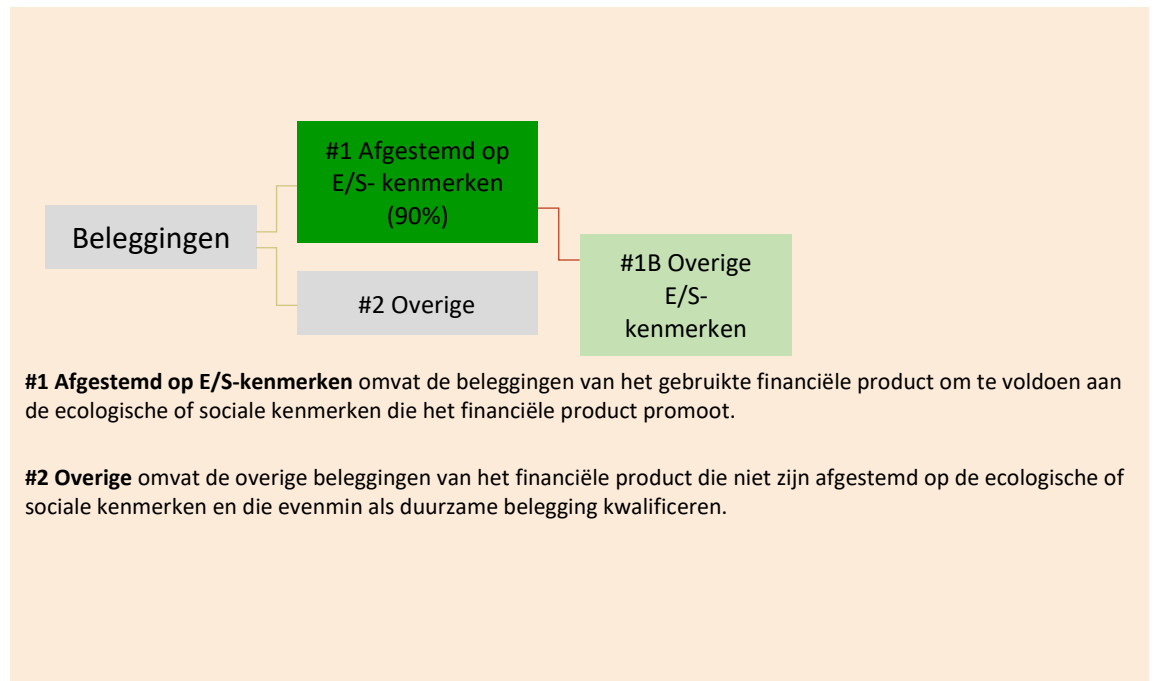 #1 Afgestemd op
E/S- kenmerken
(90%)
Beleggingen
#2 Overige
#1B Overige
E/S-
kenmerken
#1 Afgestemd op E/S-kenmerken omvat de beleggingen van het gebruikte financiële product om te voldoen aan
de ecologische of sociale kenmerken die het financiële product promoot.
#2 Overige omvat de overige beleggingen van het financiële product die niet zijn afgestemd op de ecologische of
sociale kenmerken en die evenmin als duurzame belegging kwalificeren.